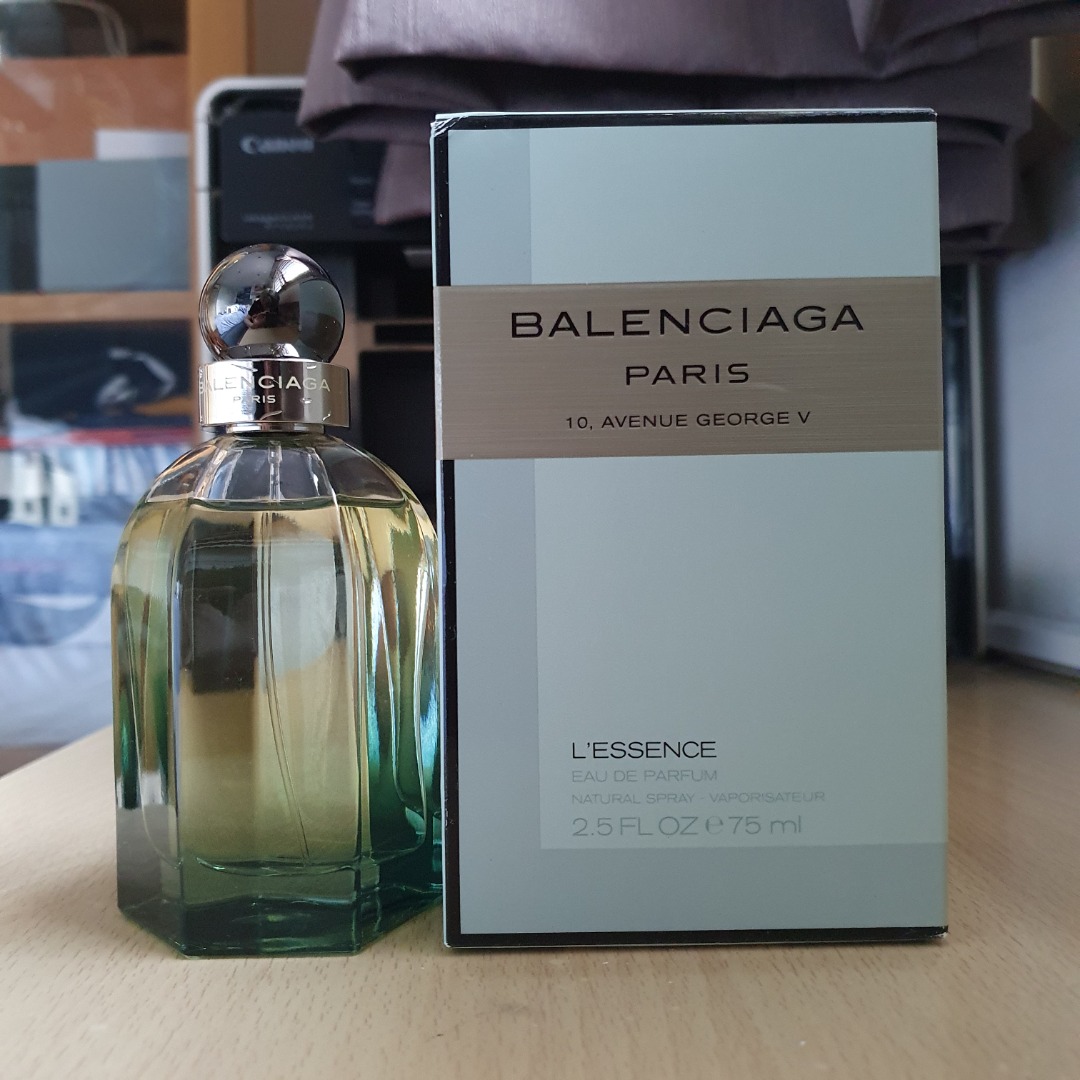 Canon
BALENCIAGA
PARIS
BALENCIAGA
PARIS
10, AVENUE GEORGE V
L'ESSENCE
EAU DE PARFUM
NATURAL SPRAY - VAPORISATEUR
2.5 FL OZ ℮ 75 ml